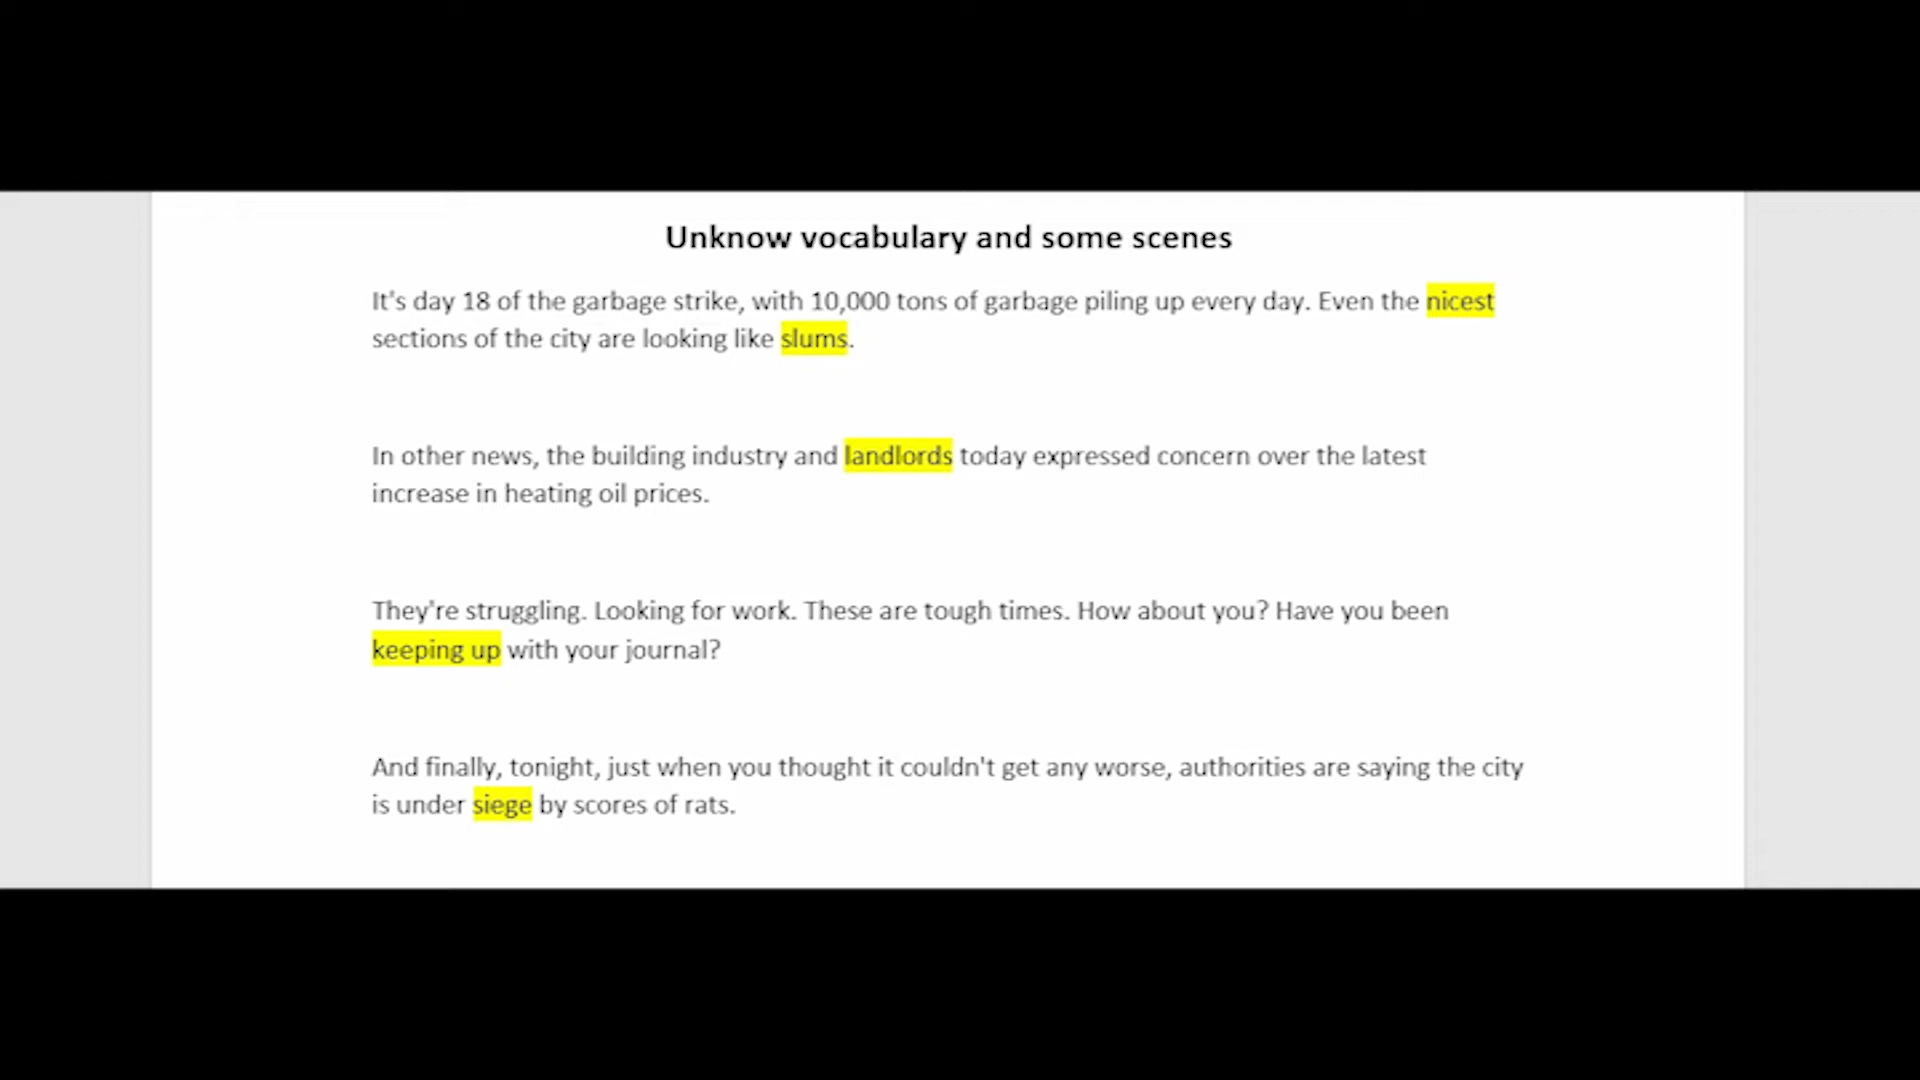 Unknow vocabulary and some scenes
It's day 18 of the garbage strike, with 10,000 tons of garbage piling up every day. Even the nicest
sections of the city are looking like slums.
In other news, the building industry and landlords today expressed concern over the latest
increase in heating oil prices.
They're struggling. Looking for work. These are tough times. How about you? Have you been
keeping up with your journal?
And finally, tonight, just when you thought it couldn't get any worse, authorities are saying the city
is under siege by scores of rats.